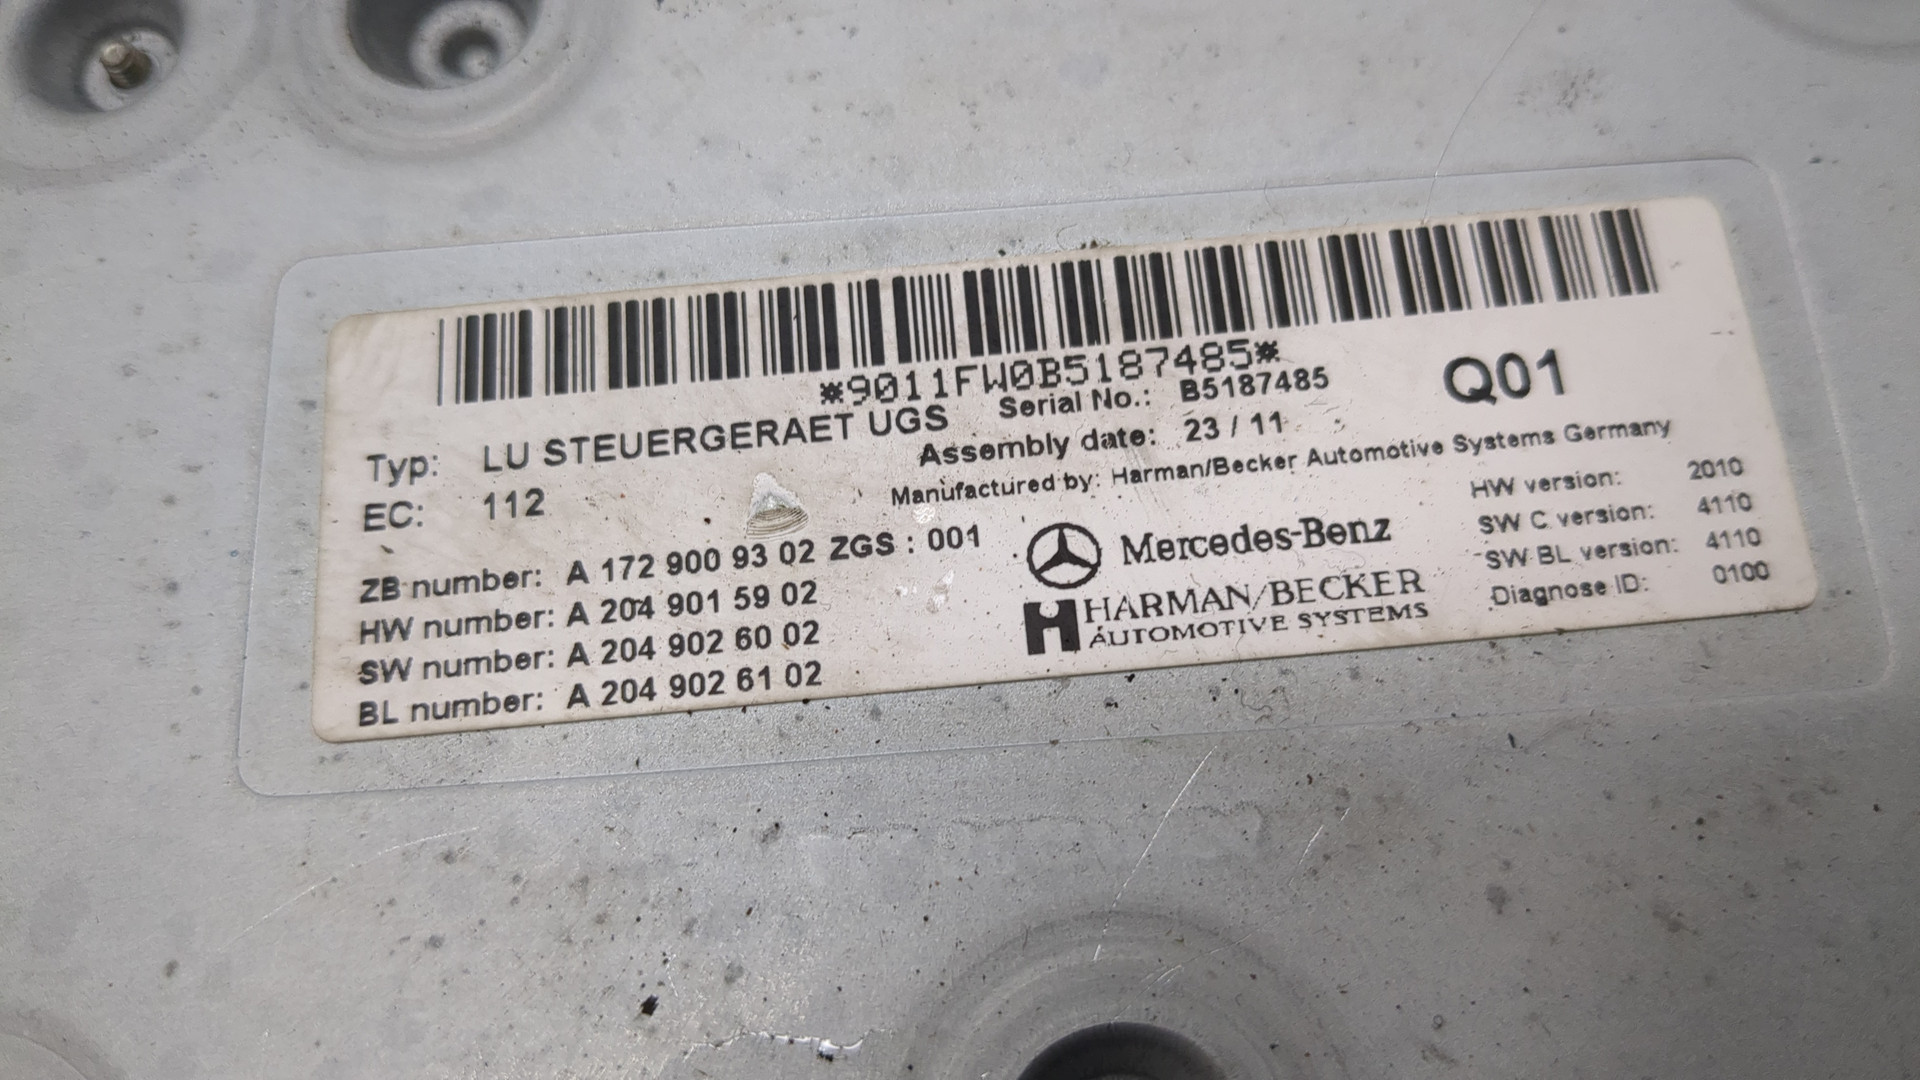 *9011FW0B5187485*
Typ: LU STEUERGERAET UGS
Serial No.: B5187485
Q01
EC: 112
Assembly date: 23 / 11
Manufactured by: Harman/Becker Automotive Systems Germany
ZB number: A 172 900 93 02 ZGS : 001
HW number: A 204 901 59 02
SW number: A 204 902 60 02
BL number: A 204 902 61 02
Mercedes-Benz
HARMAN/BECKER
AUTOMOTIVE SYSTEMS
HW version: 2010
SW C version: 4110
SW BL version: 4110
Diagnose ID: 0100